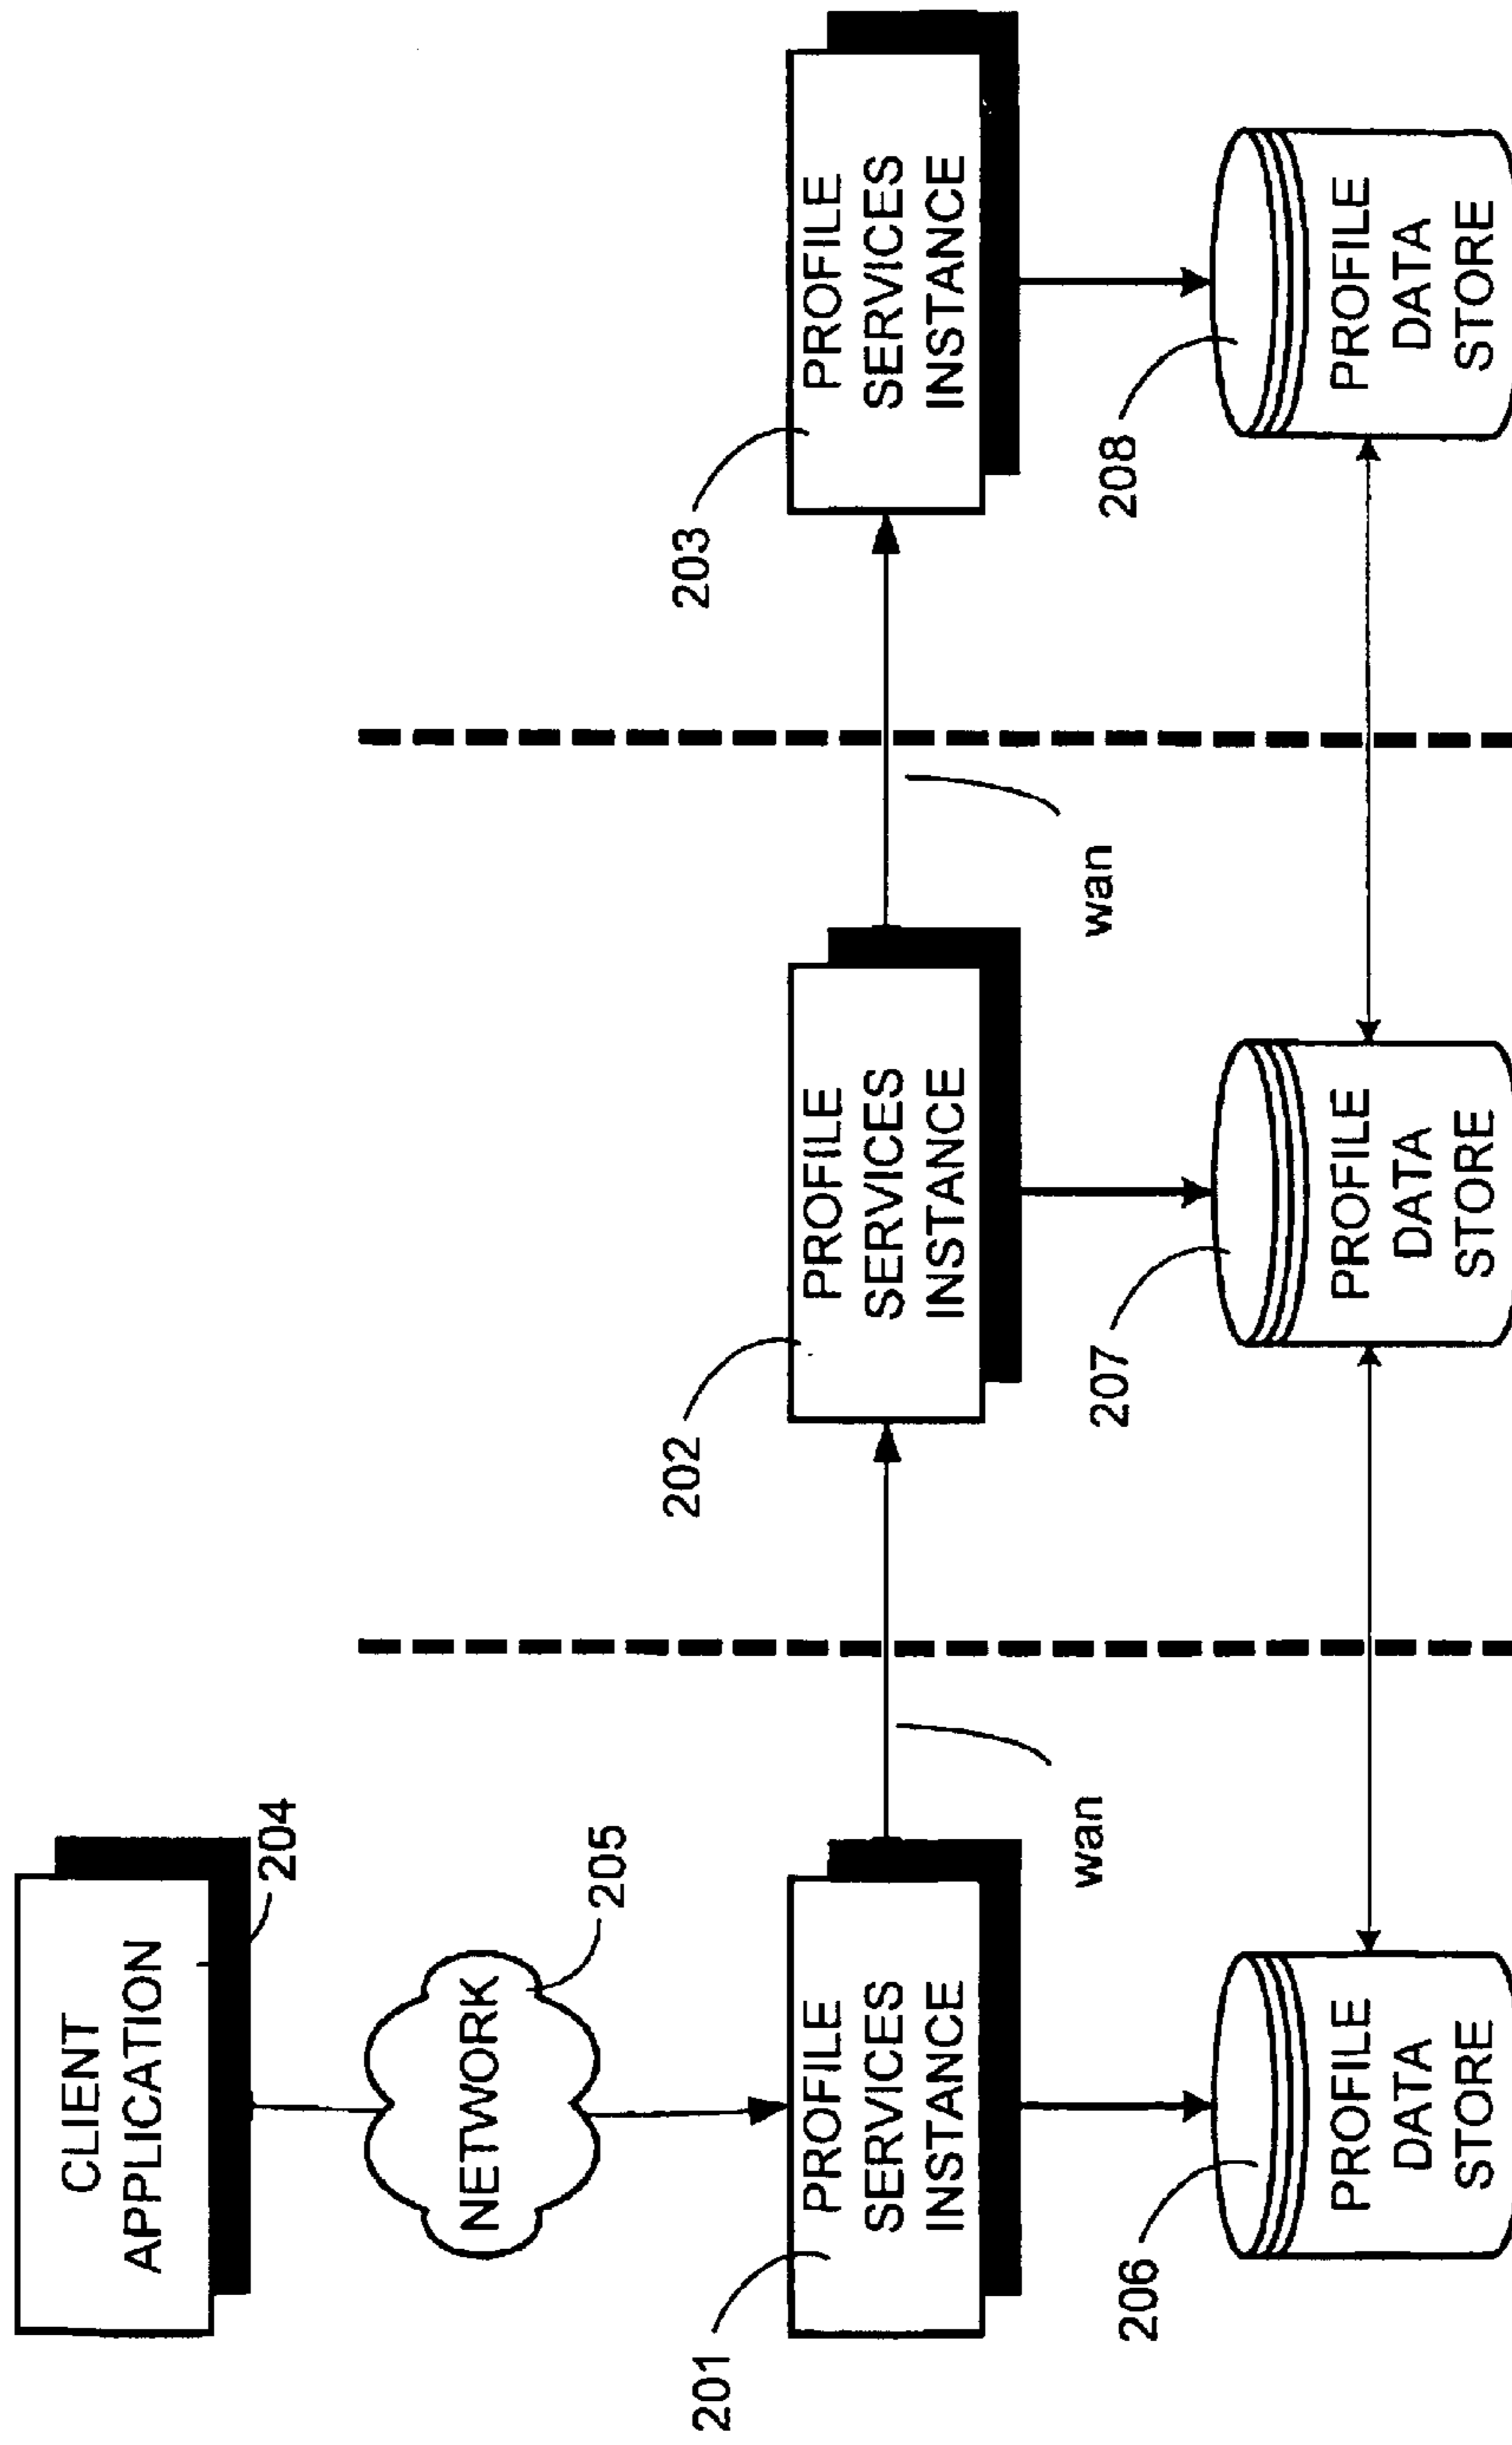 CLIENT
APPLICATION
204
NETWORK
205
201
PROFILE
SERVICES
INSTANCE
wan
202
PROFILE
SERVICES
INSTANCE
wan
203
PROFILE
SERVICES
INSTANCE
206
PROFILE
DATA
STORE
207
PROFILE
DATA
STORE
208
PROFILE
DATA
STORE